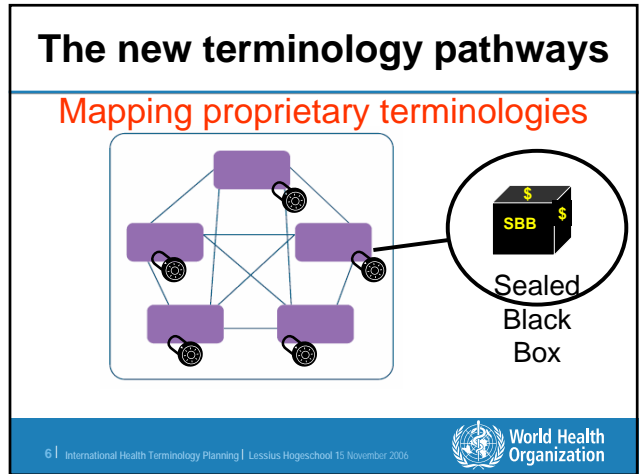 The new terminology pathways
Mapping proprietary terminologies
$
$
SBB
Sealed
Black
Box
6 | International Health Terminology Planning | Lessius Hogeschool 15 November 2006
World Health
Organization